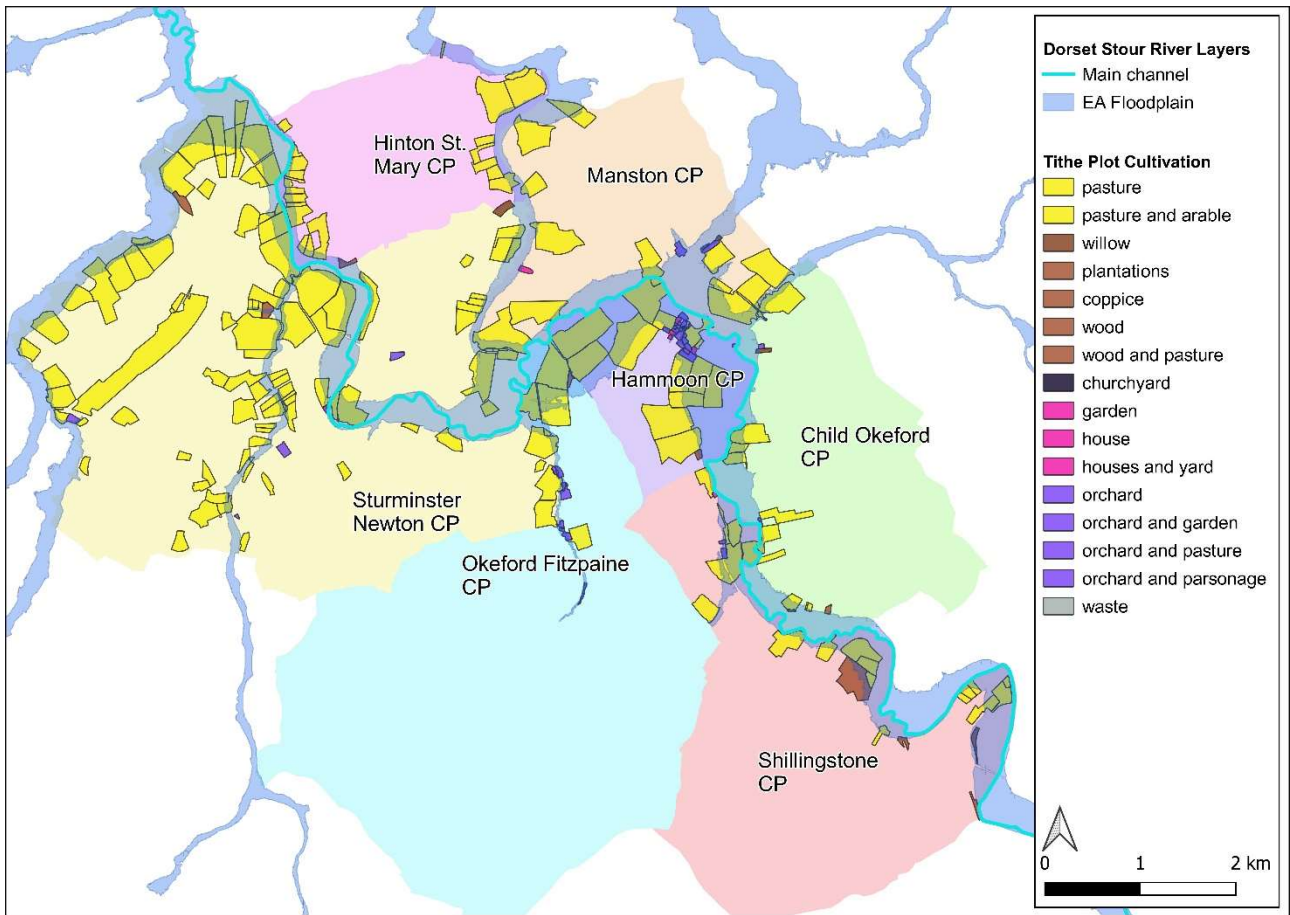 Hinton St.
Mary CP
Manston CP
Hammoon CP
Child Okeford
CP
Sturminster
Newton CP
Okeford Fitzpaine
CP
Shillingstone
CP
Dorset Stour River Layers
Main channel
EA Floodplain
Tithe Plot Cultivation
pasture
pasture and arable
willow
plantations
coppice
wood
wood and pasture
churchyard
garden
house
houses and yard
orchard
orchard and garden
orchard and pasture
orchard and parsonage
waste
0 1 2 km